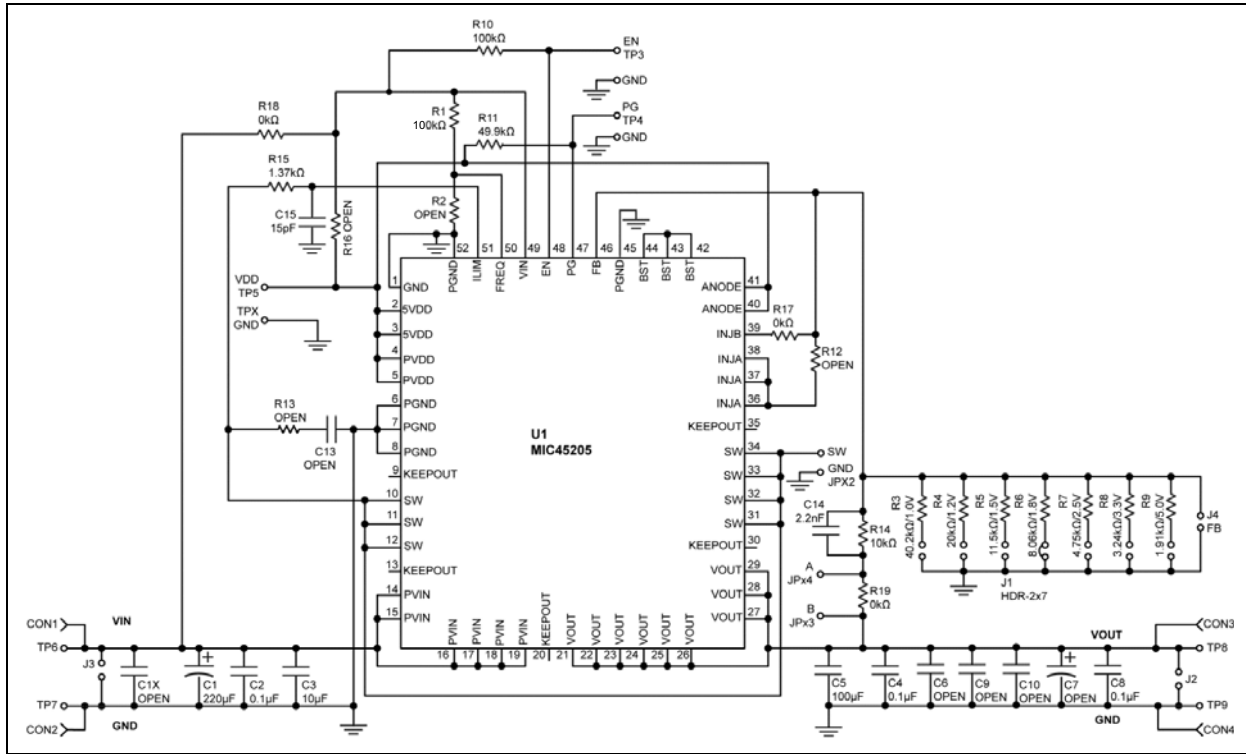 R10
100kΩ
EN
TP3
GND
R18
0kΩ
R1
100kΩ
R11
49.9kΩ
PG
TP4
GND
R15
1.37kΩ
C15
15pF
R16 OPEN
R2
OPEN
52 51 50 49 48 47 46 45 44 43 42
PGND
ILIM
FREQ
VIN
EN
PG
FB
PGND
BST
BST
BST
VDD
TP5
TPX
GND
1 GND
2 5VDD
3 5VDD
4 PVDD
5 PVDD
6 PGND
7 PGND
8 PGND
9 KEEPOUT
10 SW
11 SW
12 SW
13 KEEPOUT
14 PVIN
15 PVIN
R13
OPEN
C13
OPEN
U1
MIC45205
ANODE 41
ANODE 40
INJB 39
INJA 38
INJA 37
INJA 36
KEEPOUT 35
SW 34
SW 33
SW 32
SW 31
KEEPOUT 30
VOUT 29
VOUT 28
VOUT 27
R17
0kΩ
R12
OPEN
SW
GND
JPX2
C14
2.2nF
R14
10kΩ
A
JPx4
R19
0kΩ
B
JPx3
R3
40.2kΩ/1.0V
R4
20kΩ/1.2V
R5
11.5kΩ/1.5V
R6
8.06kΩ/1.8V
R7
4.75kΩ/2.5V
R8
3.24kΩ/3.3V
R9
1.91kΩ/5.0V
J4
FB
J1
HDR-2x7
PVIN
PVIN
PVIN
PVIN
KEEPOUT
VOUT
VOUT
VOUT
VOUT
VOUT
VOUT
16 17 18 19 20 21 22 23 24 25 26
CON1
VIN
TP6
J3
C1X
OPEN
+
C1
220µF
C2
0.1µF
C3
10µF
TP7
GND
CON2
C5
100µF
C4
0.1µF
C6
OPEN
C9
OPEN
C10
OPEN
+
C7
OPEN
C8
0.1µF
VOUT
CON3
TP8
J2
GND
TP9
CON4